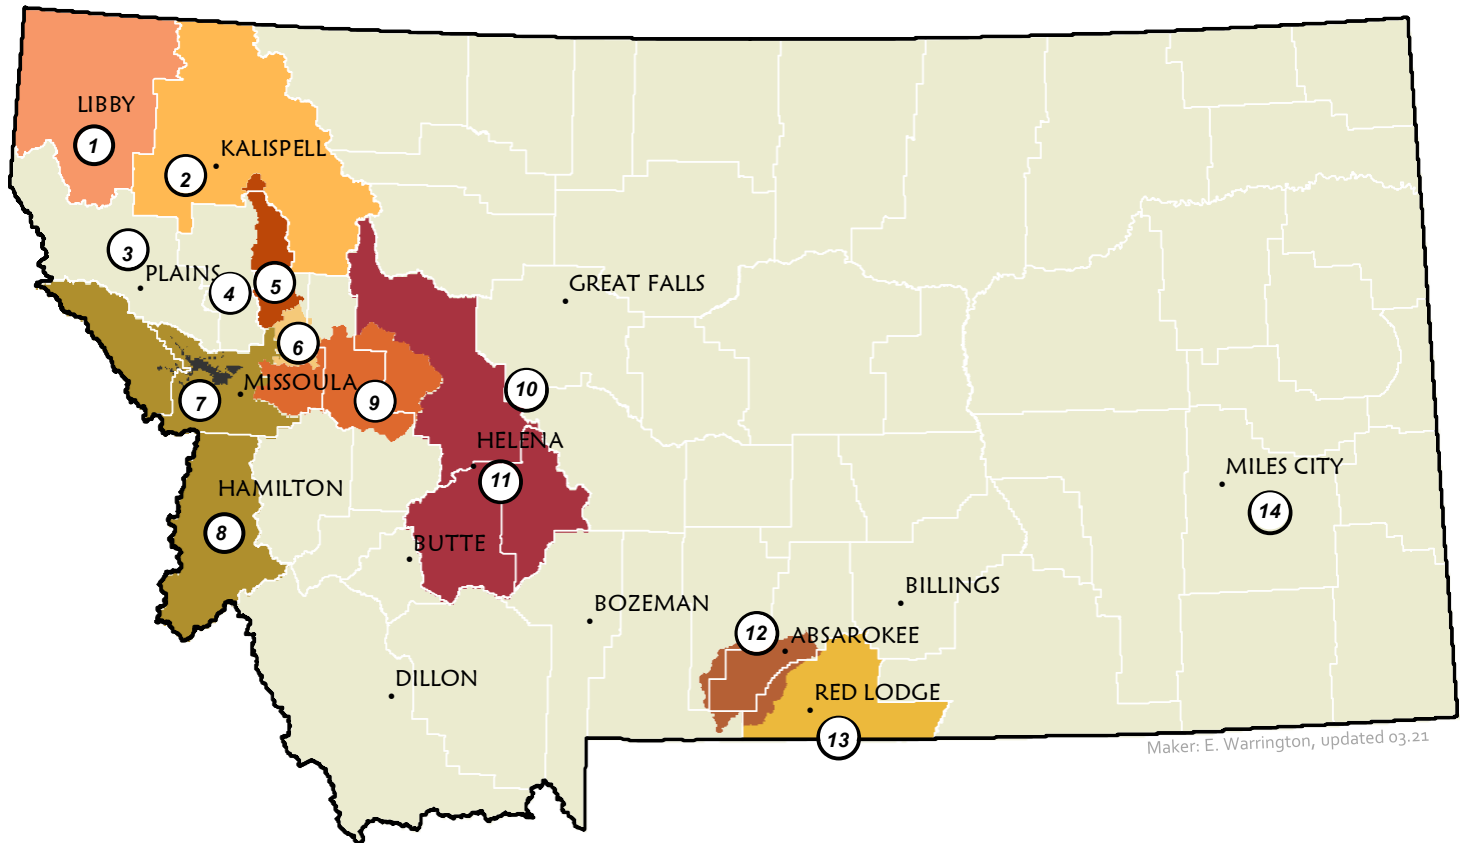 LIBBY
1
KALISPELL
2
3
PLAINS
4
5
GREAT FALLS
6
MISSOULA
7
9
10
HELENA
11
HAMILTON
8
MILES CITY
14
BUTTE
BILLINGS
BOZEMAN
12
ABSAROKEE
DILLON
RED LODGE
13
Maker: E. Warrington, updated 03.21